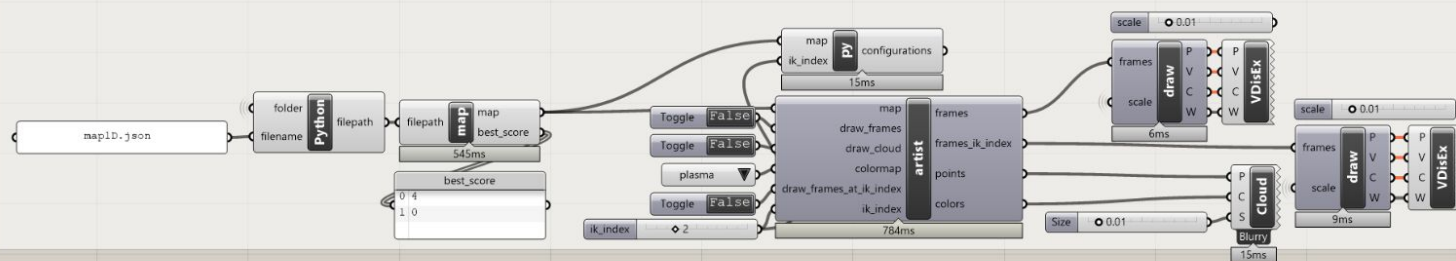 map1D.json
folder
filename
Python
filepath
filepath
map
map
best_score
545ms
best_score
0 4
1 0
map
ik_index
py
configurations
15ms
Toggle False
Toggle False
plasma
Toggle False
ik_index 2
map
draw_frames
draw_cloud
colormap
draw_frames_at_ik_index
ik_index
artist
frames
frames_ik_index
points
colors
784ms
scale 0.01
frames
scale
draw
P
V
C
W
6ms
P
V
C
W
VDisEx
Size 0.01
P
C
S
Cloud
Blurry
15ms
scale 0.01
frames
scale
draw
P
V
C
W
9ms
P
V
C
W
VDisEx